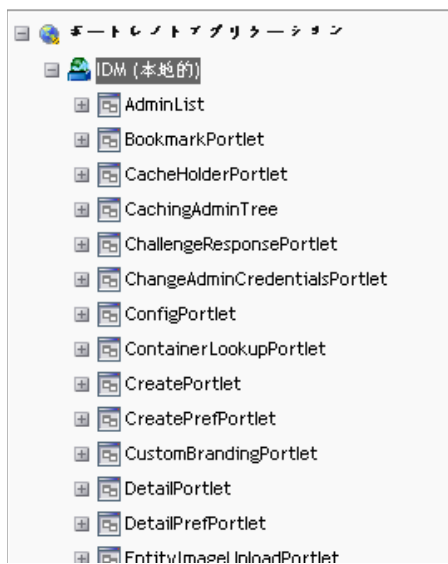 ポートレットアプリケーション
IDM (本地的)
AdminList
BookmarkPortlet
CacheHolderPortlet
CachingAdminTree
ChallengeResponsePortlet
ChangeAdminCredentialsPortlet
ConfigPortlet
ContainerLookupPortlet
CreatePortlet
CreatePrefPortlet
CustomBrandingPortlet
DetailPortlet
DetailPrefPortlet
EntityImageUploadPortlet